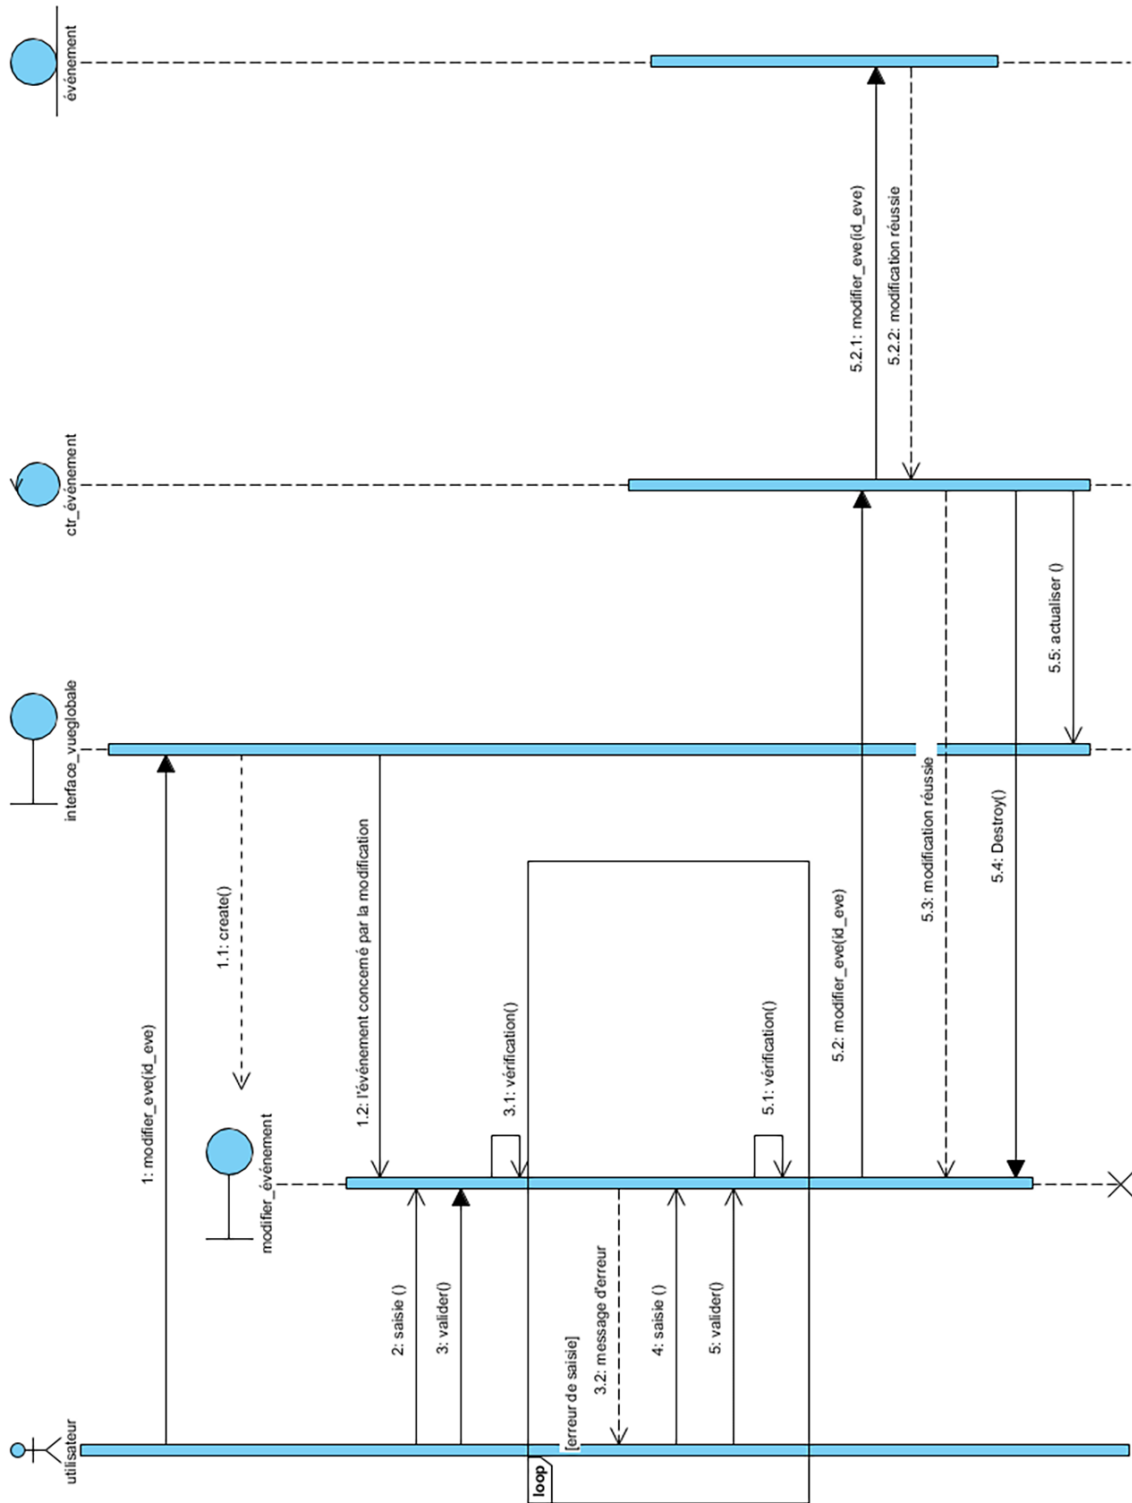 utilisateur
modifier_événement
interface_vueglobale
ctr_événement
événement
1: modifier_eve(id_eve)
1.1: create()
1.2: l'événement concerné par la modification
2: saisie ()
3: valider()
3.1: vérification()
loop
[erreur de saisie]
3.2: message d'erreur
4: saisie ()
5: valider()
5.1: vérification()
5.2: modifier_eve(id_eve)
5.2.1: modifier_eve(id_eve)
5.2.2: modification réussie
5.3: modification réussie
5.4: Destroy()
5.5: actualiser ()